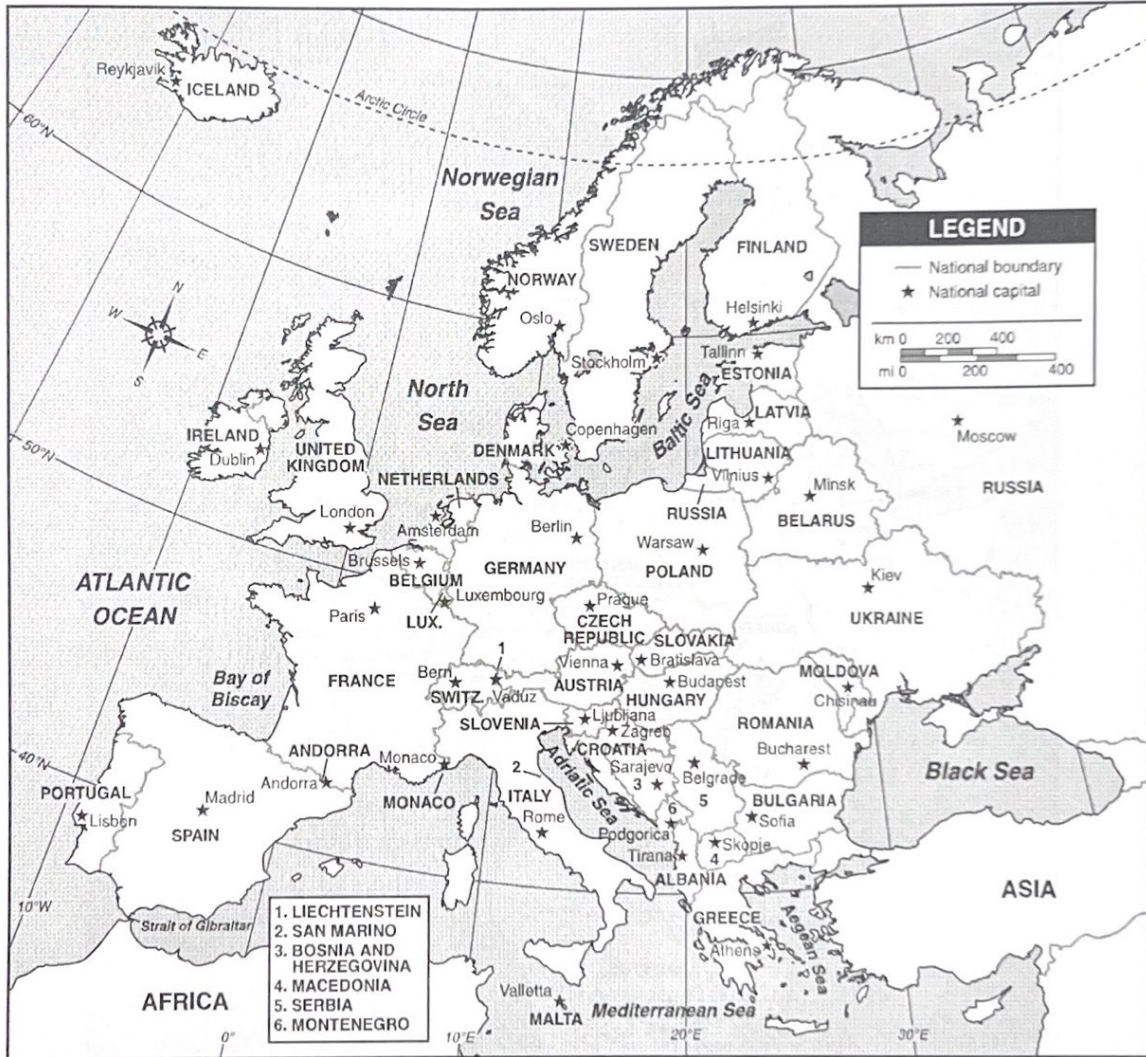 Reykjavik
ICELAND
Arctic Circle
60°N
Norwegian
Sea
SWEDEN
FINLAND
NORWAY
LEGEND
National boundary
National capital
km 0 200 400
mi 0 200 400
N
W
E
S
Oslo
Helsinki
Stockholm
Tallinn
ESTONIA
North
Sea
Baltic Sea
LATVIA
Riga
Moscow
50°N
IRELAND
Dublin
UNITED
KINGDOM
DENMARK
Copenhagen
LITHUANIA
Vilnius
NETHERLANDS
RUSSIA
Minsk
BELARUS
RUSSIA
London
Amsterdam
Berlin
Warsaw
POLAND
ATLANTIC
OCEAN
Brussels
BELGIUM
GERMANY
Kiev
UKRAINE
Paris
LUX.
Luxembourg
Prague
CZECH
REPUBLIC
SLOVAKIA
1
Vienna
Bratislava
Bay of
Biscay
FRANCE
Bern
SWITZ.
Vaduz
AUSTRIA
HUNGARY
Budapest
MOLDOVA
Chisinau
SLOVENIA
Ljubljana
Zagreb
CROATIA
ROMANIA
Bucharest
40°N
ANDORRA
Andorra
Monaco
MONACO
2
ITALY
Adriatic Sea
Sarajevo
3
Belgrade
5
Black Sea
PORTUGAL
Lisbon
Madrid
SPAIN
Rome
6
Podgorica
BULGARIA
Sofia
Skopje
4
Tirana
ALBANIA
10°W
Strait of Gibraltar
GREECE
Athens
Aegean Sea
ASIA
1. LIECHTENSTEIN
2. SAN MARINO
3. BOSNIA AND
HERZEGOVINA
4. MACEDONIA
5. SERBIA
6. MONTENEGRO
AFRICA
Valletta
MALTA
Mediterranean Sea
0°
10°E
20°E
30°E